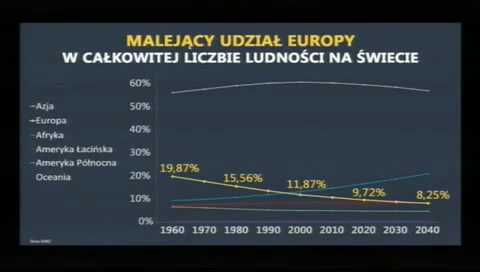 MALEJĄCY UDZIAŁ EUROPY
W CAŁKOWITEJ LICZBIE LUDNOŚCI NA ŚWIECIE
60%
50%
40%
30%
20%
10%
0%
Azja
Europa
Afryka
Ameryka Łacińska
Ameryka Północna
Oceania
19,87%
15,56%
11,87%
9,72%
8,25%
1960 1970 1980 1990 2000 2010 2020 2030 2040